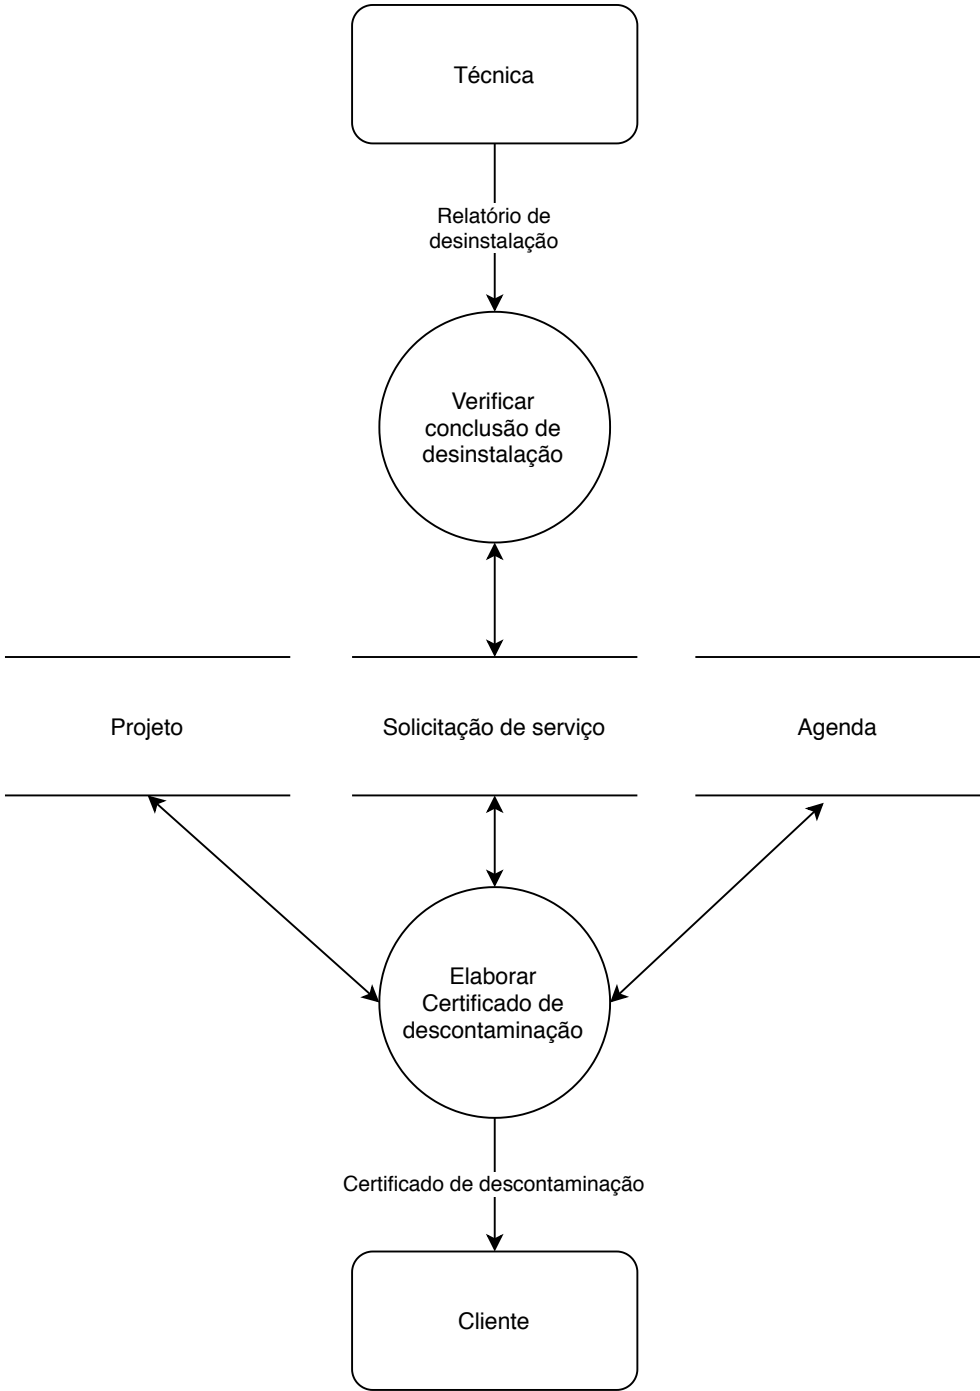 Técnica
Relatório de
desinstalação
Verificar
conclusão de
desinstalação
Projeto
Solicitação de serviço
Agenda
Elaborar
Certificado de
descontaminação
Certificado de descontaminação
Cliente